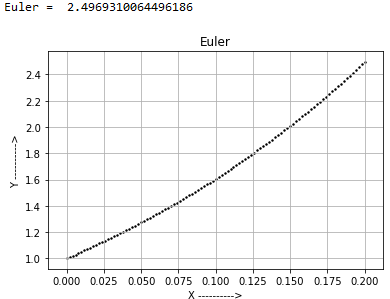 Euler =  2.4969310064496186
Euler
2.4
2.2
2.0
1.8
1.6
1.4
1.2
1.0
Y ---------->
0.000 0.025 0.050 0.075 0.100 0.125 0.150 0.175 0.200
X ---------->